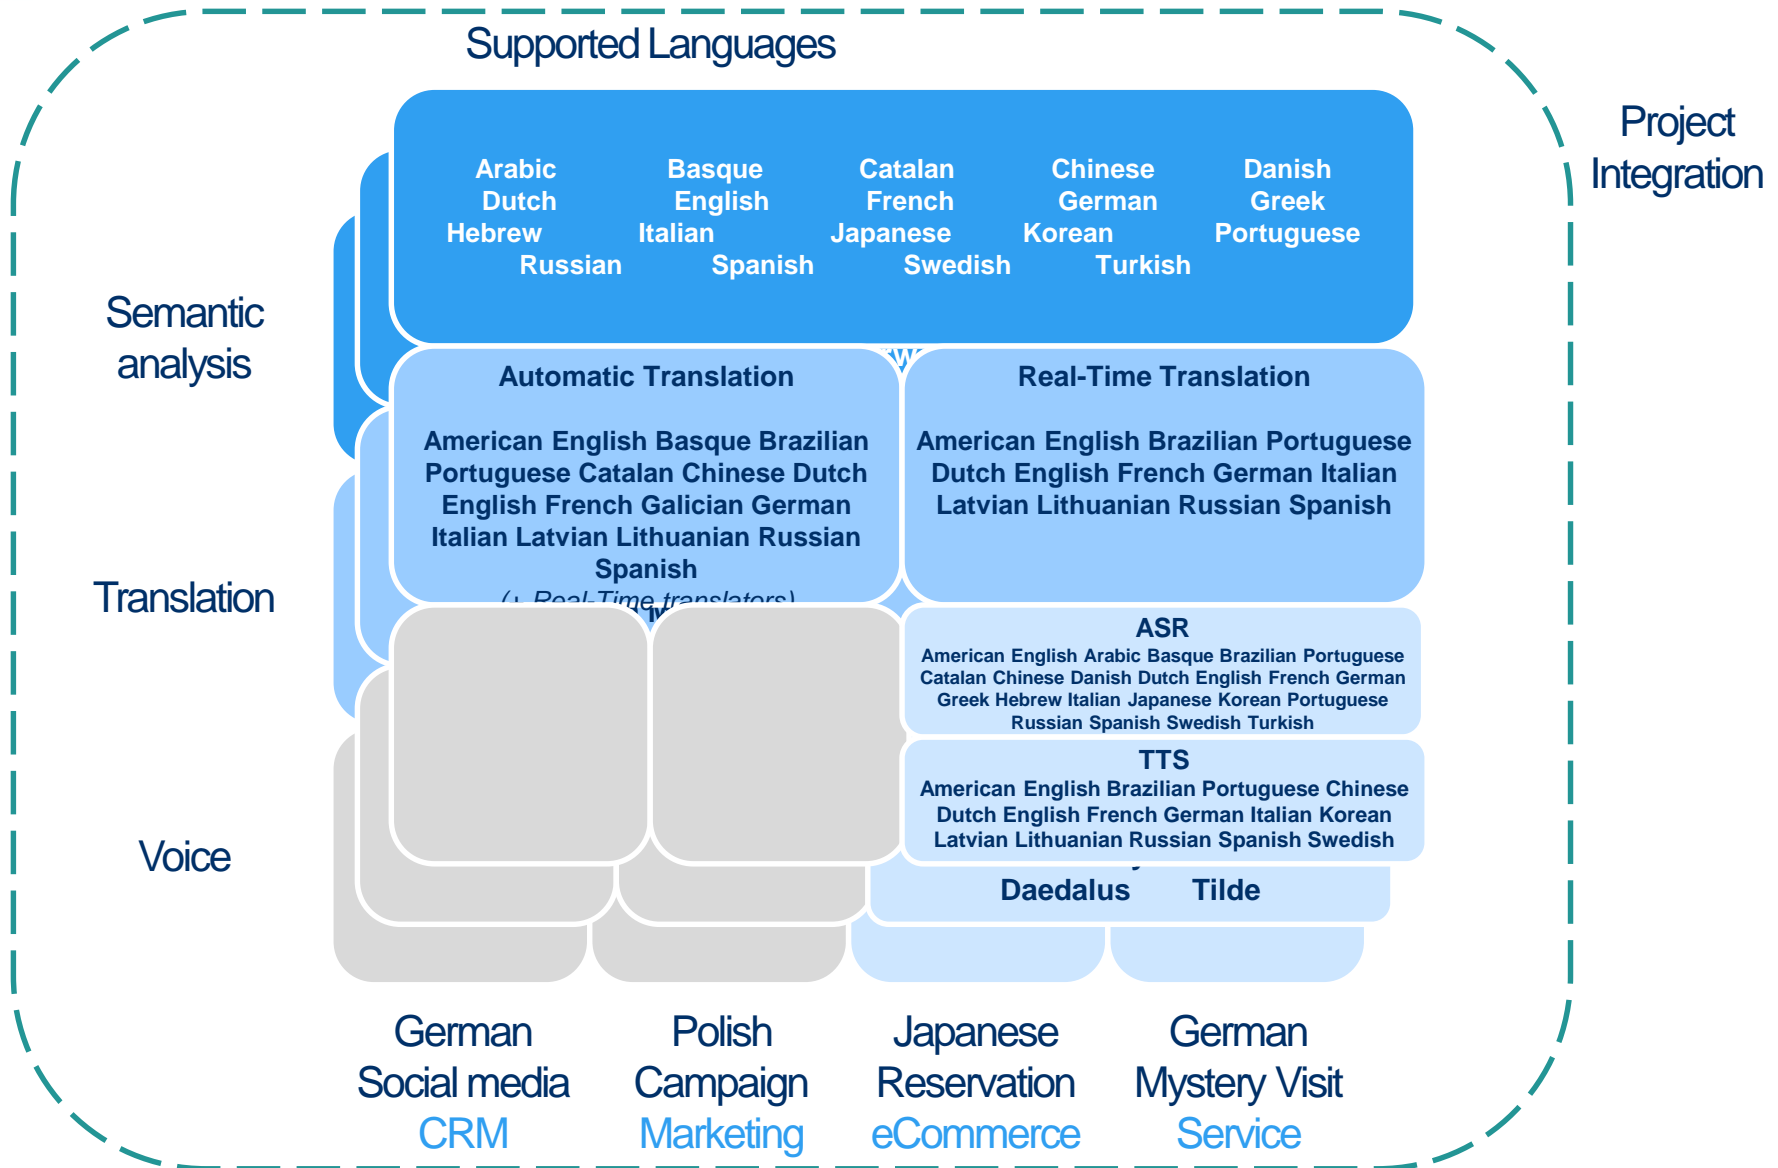 Supported Languages
Project
Integration
Arabic Basque Catalan Chinese Danish
Dutch English French German Greek
Hebrew Italian Japanese Korean Portuguese
Russian Spanish Swedish Turkish
Semantic
analysis
Automatic Translation
American English Basque Brazilian
Portuguese Catalan Chinese Dutch
English French Galician German
Italian Latvian Lithuanian Russian
Spanish
(+ Real-Time translators)
Real-Time Translation
American English Brazilian Portuguese
Dutch English French German Italian
Latvian Lithuanian Russian Spanish
Translation
ASR
American English Arabic Basque Brazilian Portuguese
Catalan Chinese Danish Dutch English French German
Greek Hebrew Italian Japanese Korean Portuguese
Russian Spanish Swedish Turkish
TTS
American English Brazilian Portuguese Chinese
Dutch English French German Italian Korean
Latvian Lithuanian Russian Spanish Swedish
Voice
Daedalus Tilde
German
Social media
CRM
Polish
Campaign
Marketing
Japanese
Reservation
eCommerce
German
Mystery Visit
Service